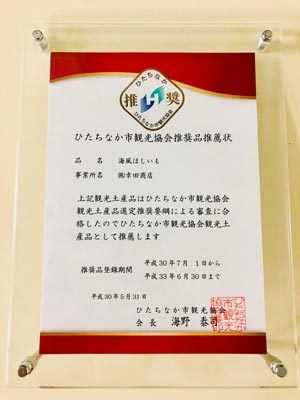 ひたちなか
推 H 奨
ひたちなか市観光協会
ひたちなか市観光協会推奨品推薦状
品　　名　海風ほしいも
事業所名　㈱幸田商店
上記観光土産品はひたちなか市観光協会
観光土産品選定推奨要綱による審査に合
格したのでひたちなか市観光協会観光土
産品として推薦します
平成30年7月 1日から
推奨品登録期間
平成33年6月30日まで
平成30年5月31日
ひたちなか市観光協会
会長　海野 泰司